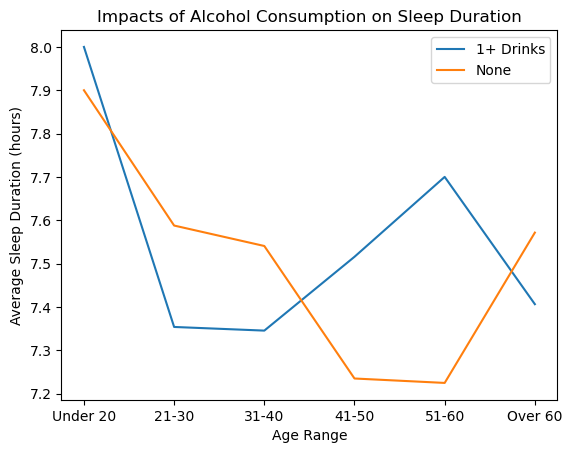 Impacts of Alcohol Consumption on Sleep Duration
1+ Drinks
None
Average Sleep Duration (hours)
8.0
7.9
7.8
7.7
7.6
7.5
7.4
7.3
7.2
Under 20 21-30 31-40 41-50 51-60 Over 60
Age Range